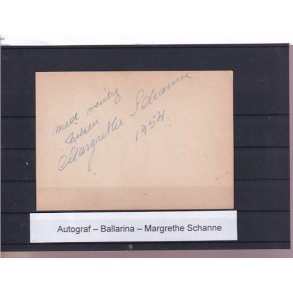 med venlig
hilsen
Margrethe Schanne
1954.
Autograf – Ballarina – Margrethe Schanne